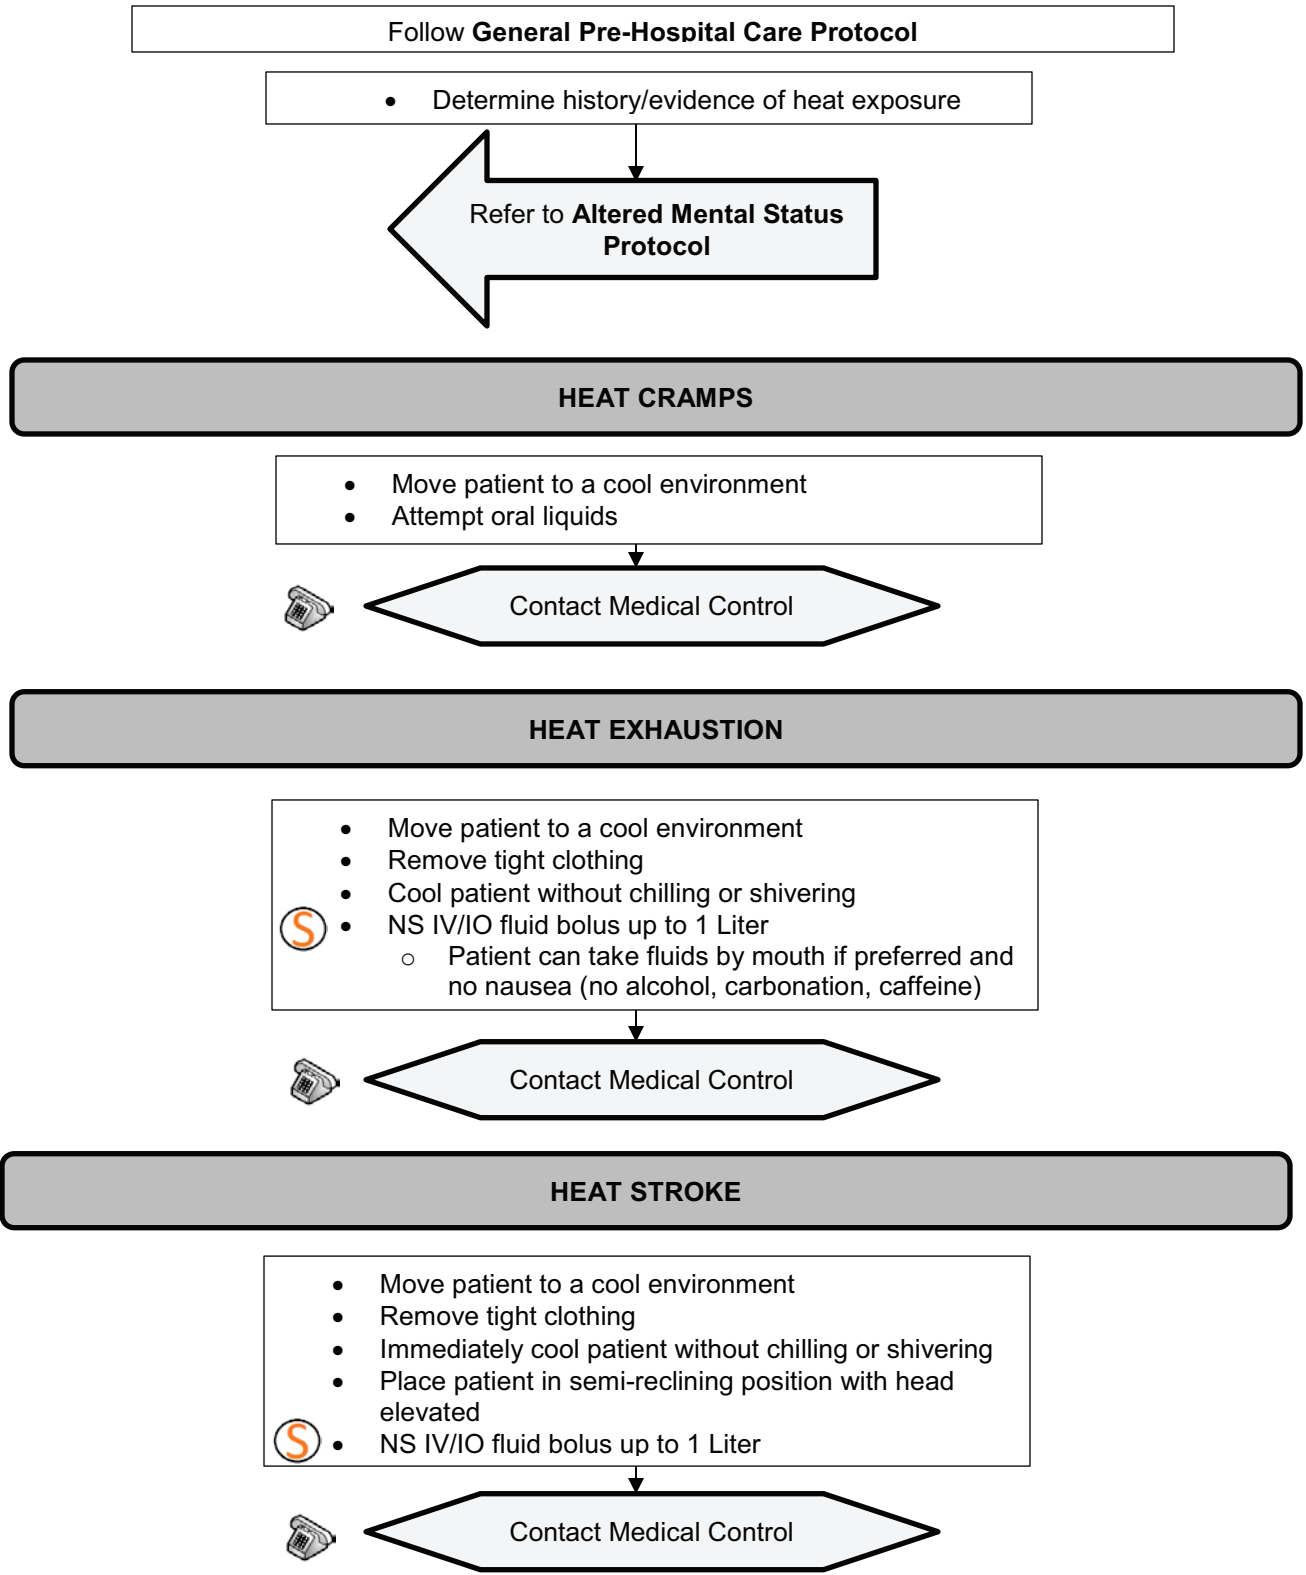 Follow General Pre-Hospital Care Protocol
• Determine history/evidence of heat exposure
Refer to Altered Mental Status
Protocol
HEAT CRAMPS
• Move patient to a cool environment
• Attempt oral liquids
Contact Medical Control
HEAT EXHAUSTION
• Move patient to a cool environment
• Remove tight clothing
• Cool patient without chilling or shivering
S • NS IV/IO fluid bolus up to 1 Liter
o Patient can take fluids by mouth if preferred and
no nausea (no alcohol, carbonation, caffeine)
Contact Medical Control
HEAT STROKE
• Move patient to a cool environment
• Remove tight clothing
• Immediately cool patient without chilling or shivering
• Place patient in semi-reclining position with head
elevated
S • NS IV/IO fluid bolus up to 1 Liter
Contact Medical Control